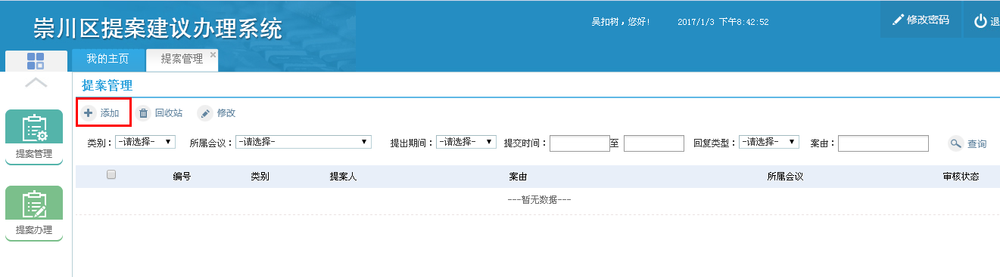 崇川区提案建议办理系统
吴扣树，您好！ 2017/1/3 下午8:42:52
修改密码
退
我的主页
提案管理
提案管理
添加 回收站 修改
类别： -请选择- 所属会议： -请选择- 提出期间： -请选择- 提交时间： 至 回复类型： -请选择- 案由： 查询
编号 类别 提案人 案由 所属会议 审核状态
---暂无数据---
提案管理
提案办理